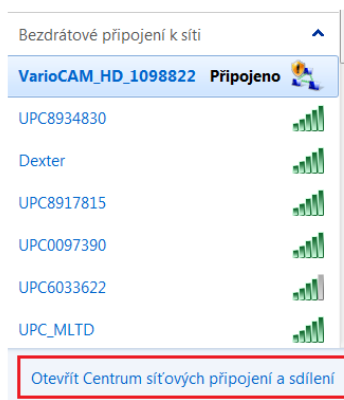 Bezdrátové připojení k síti
VarioCAM_HD_1098822 Připojeno
UPC8934830
Dexter
UPC8917815
UPC0097390
UPC6033622
UPC_MLTD
Otevřít Centrum síťových připojení a sdílení